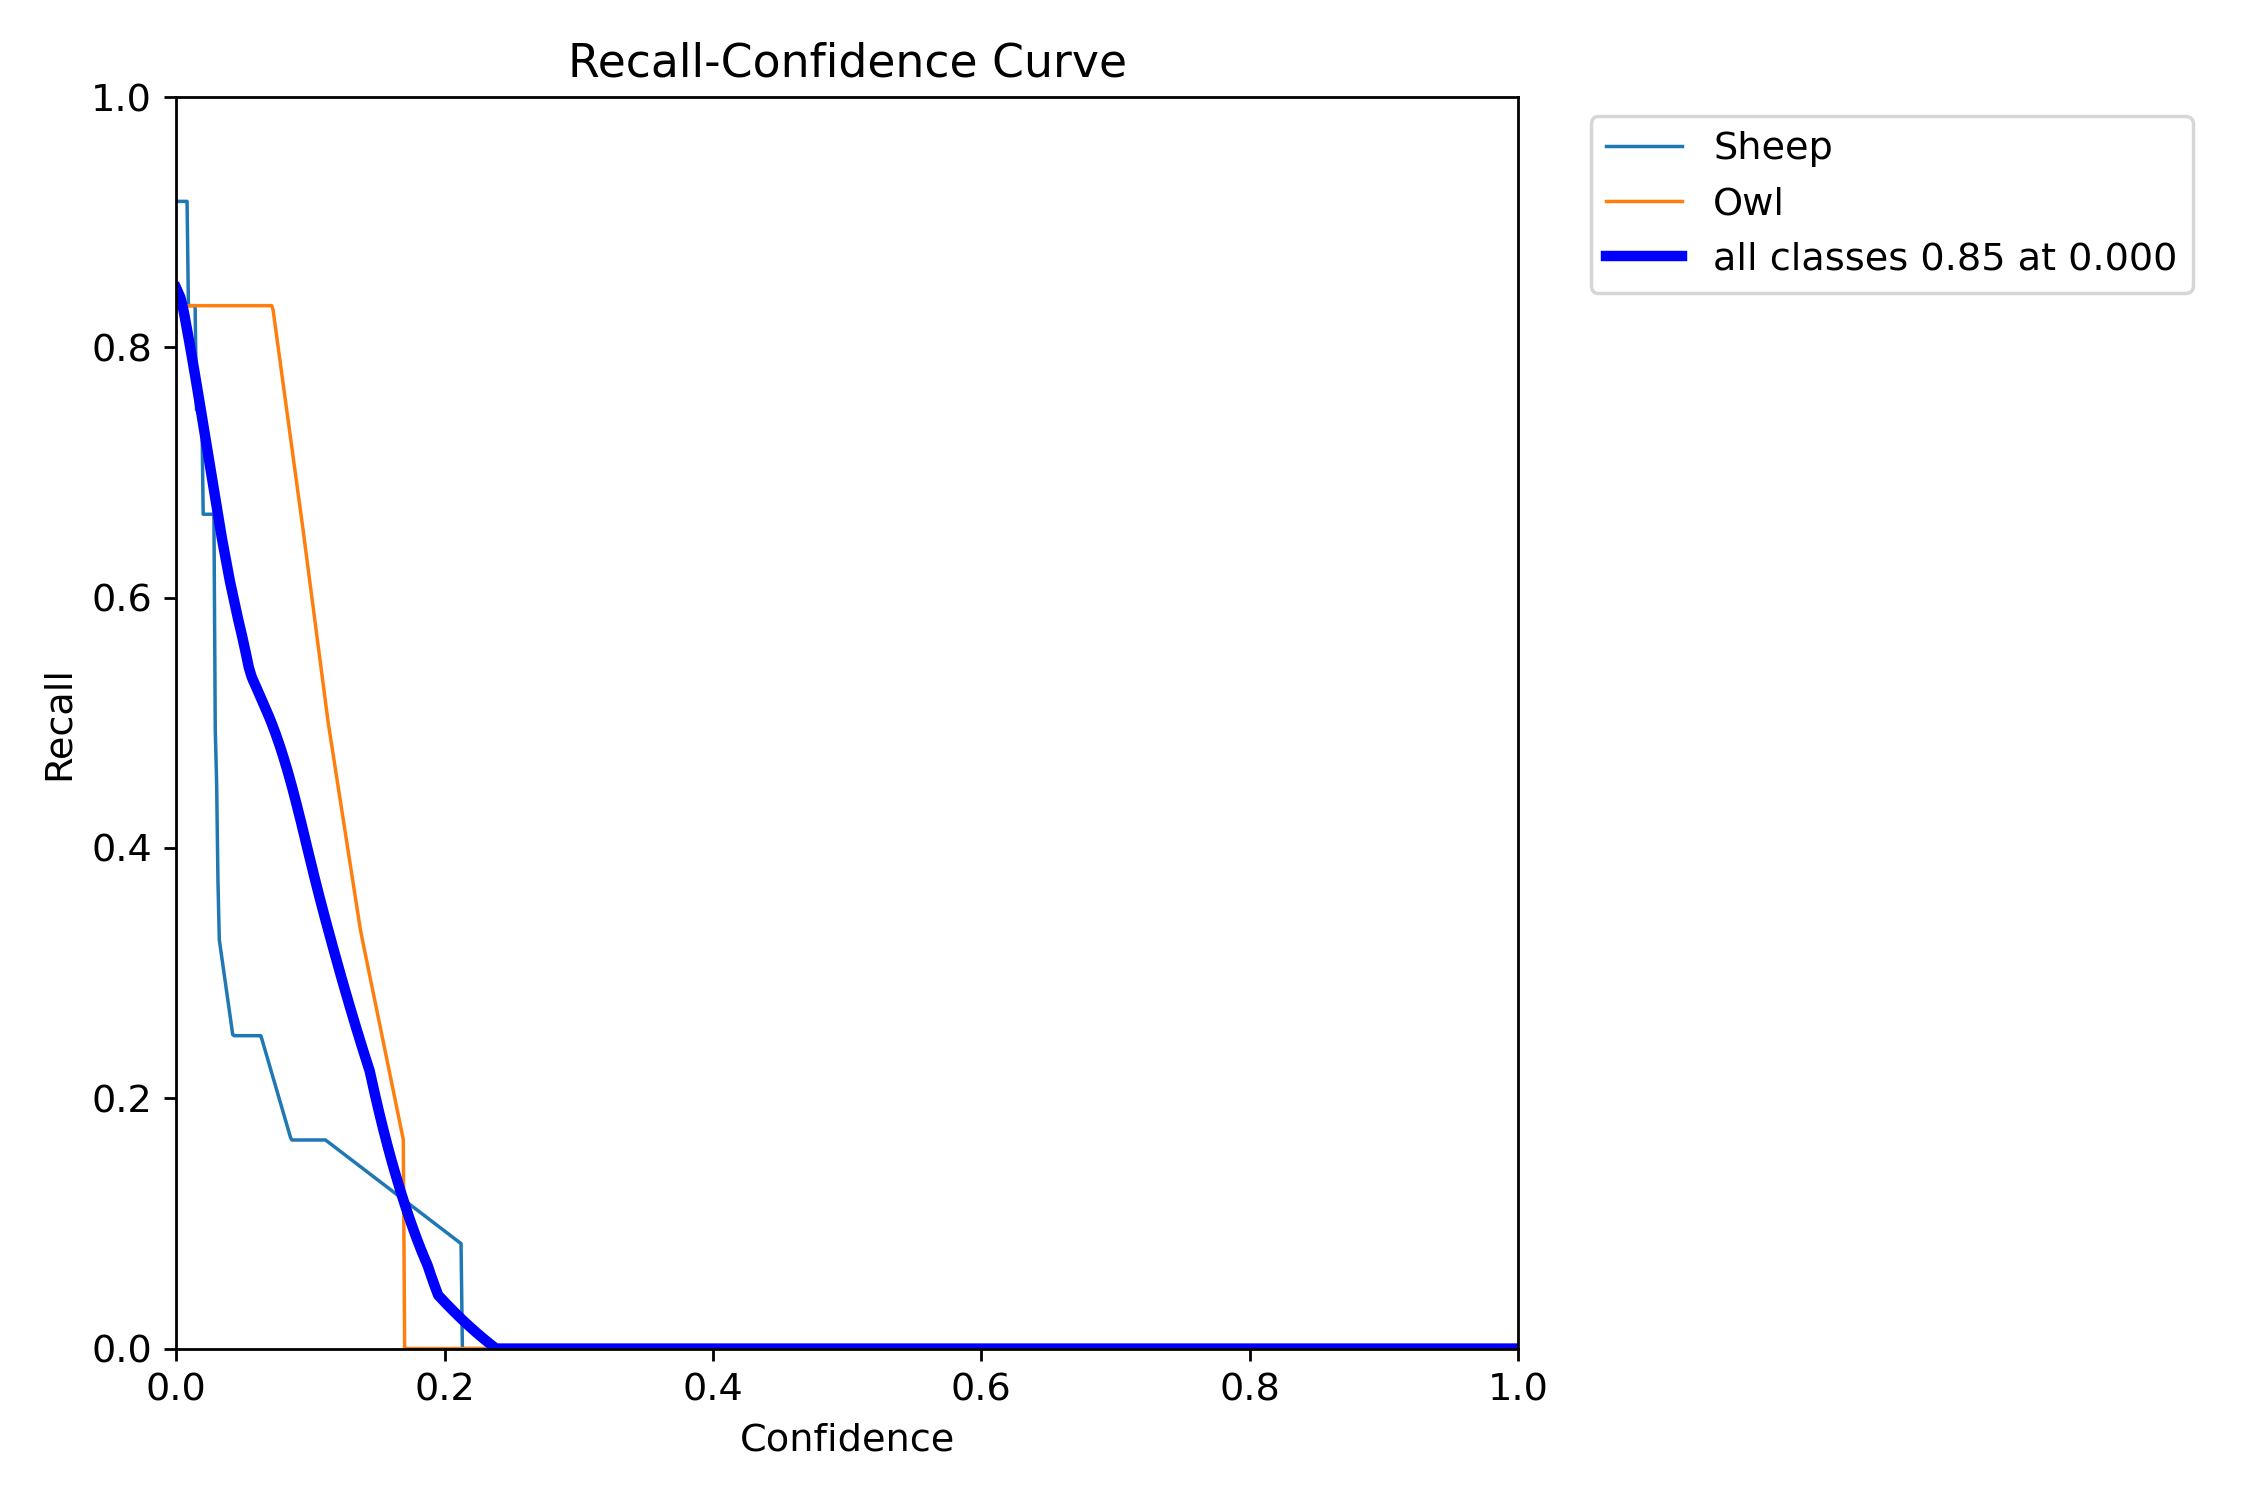 Recall-Confidence Curve
1.0
0.8
0.6
0.4
0.2
0.0
Recall
0.0 0.2 0.4 0.6 0.8 1.0
Confidence
Sheep
Owl
all classes 0.85 at 0.000